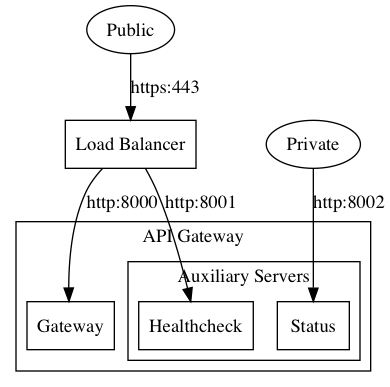 Public
https:443
Load Balancer
Private
http:8000
http:8001
http:8002
API Gateway
Auxiliary Servers
Gateway
Healthcheck
Status